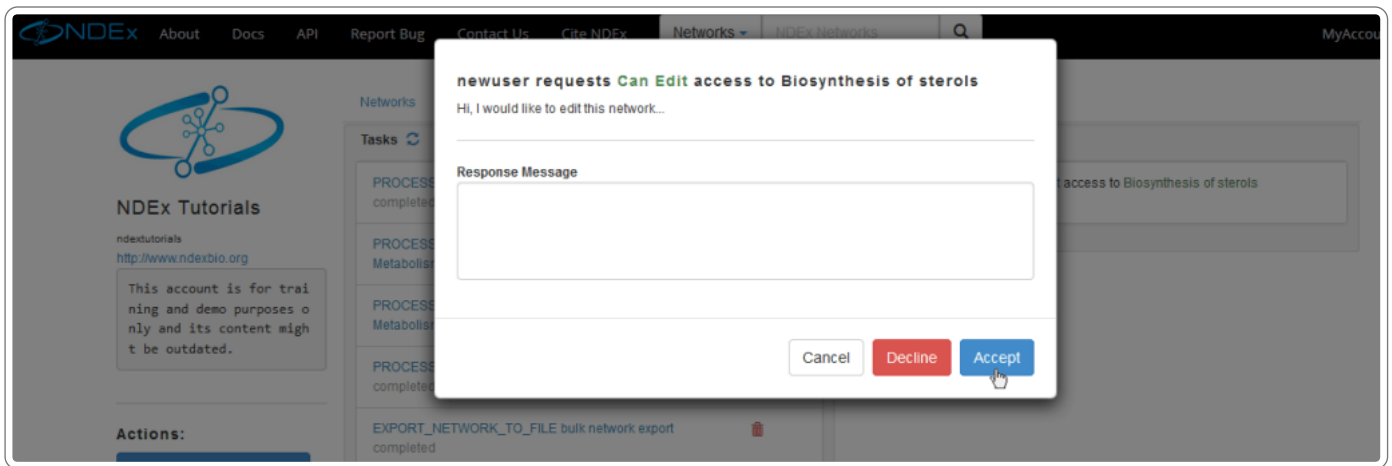 NDEx About Docs API Report Bug Contact Us Cite NDEx Networks NDEx Networks MyAccou
newuser requests Can Edit access to Biosynthesis of sterols
Hi, I would like to edit this network...
Response Message
Cancel Decline Accept
NDEx Tutorials
ndextutorials
http://www.ndexbio.org
This account is for trai
ning and demo purposes o
nly and its content migh
t be outdated.
Actions:
Networks
Tasks
PROCESS
completed
PROCESS
Metabolis
PROCESS
Metabolis
PROCESS
completed
EXPORT_NETWORK_TO_FILE bulk network export
completed
access to Biosynthesis of sterols